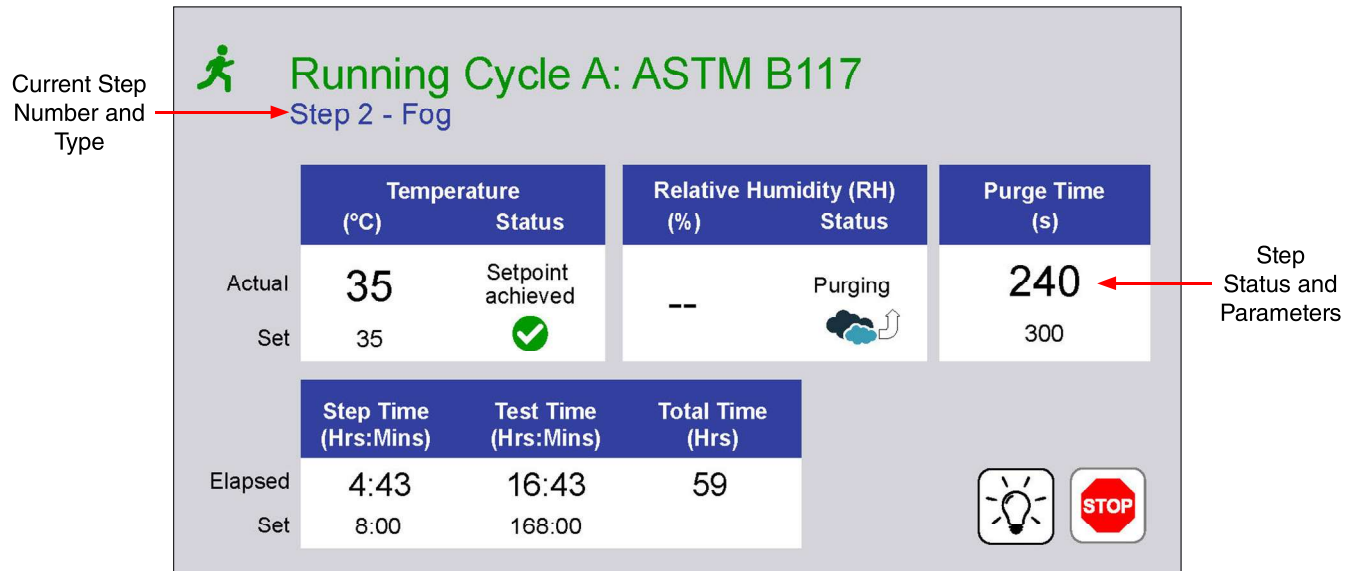 Current Step
Number and
Type
Running Cycle A: ASTM B117
Step 2 - Fog
Temperature
(°C) Status
Relative Humidity (RH)
(%) Status
Purge Time
(s)
Actual
35
Setpoint
achieved
--
Purging
240
Set
35
300
Step
Status and
Parameters
Step Time
(Hrs:Mins)
Test Time
(Hrs:Mins)
Total Time
(Hrs)
Elapsed
4:43
16:43
59
Set
8:00
168:00
STOP